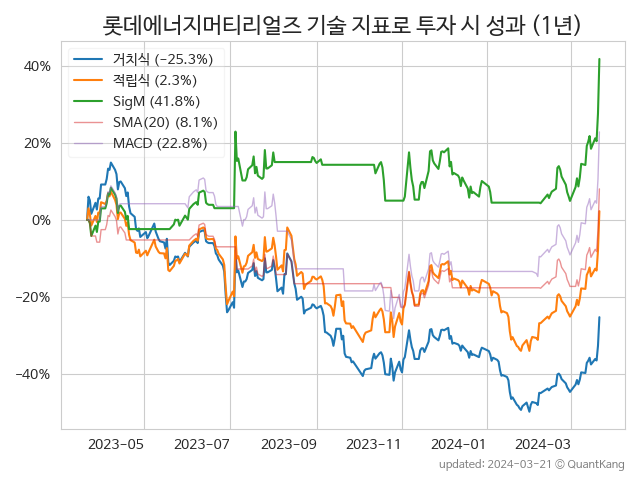 롯데에너지머티리얼즈 기술 지표로 투자 시 성과 (1년)
거치식 (−25.3%)
적립식 (2.3%)
SigM (41.8%)
SMA(20) (8.1%)
MACD (22.8%)
40%
20%
0%
−20%
−40%
2023-05 2023-07 2023-09 2023-11 2024-01 2024-03
updated: 2024-03-21 © QuantKang